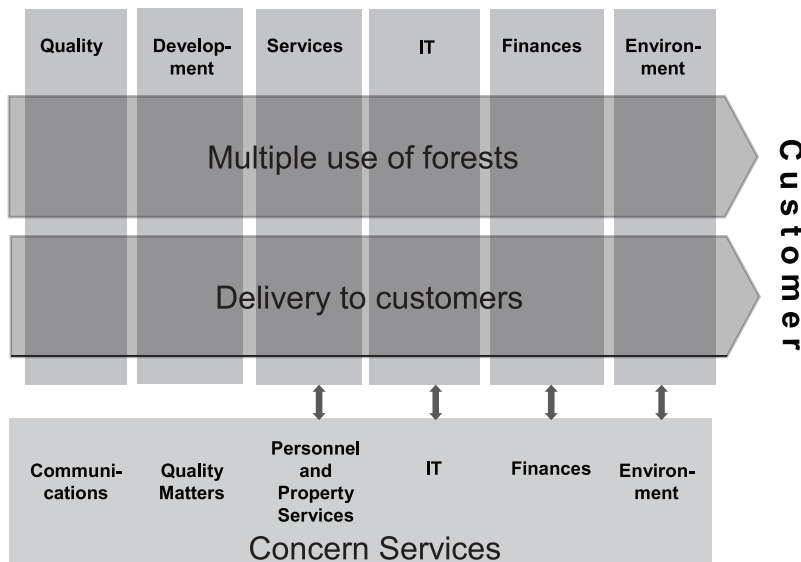 Quality
Develop-
ment
Services
IT
Finances
Environ-
ment
Multiple use of forests
Delivery to customers
Customer
Communi-
cations
Quality
Matters
Personnel
and
Property
Services
IT
Finances
Environ-
ment
Concern Services